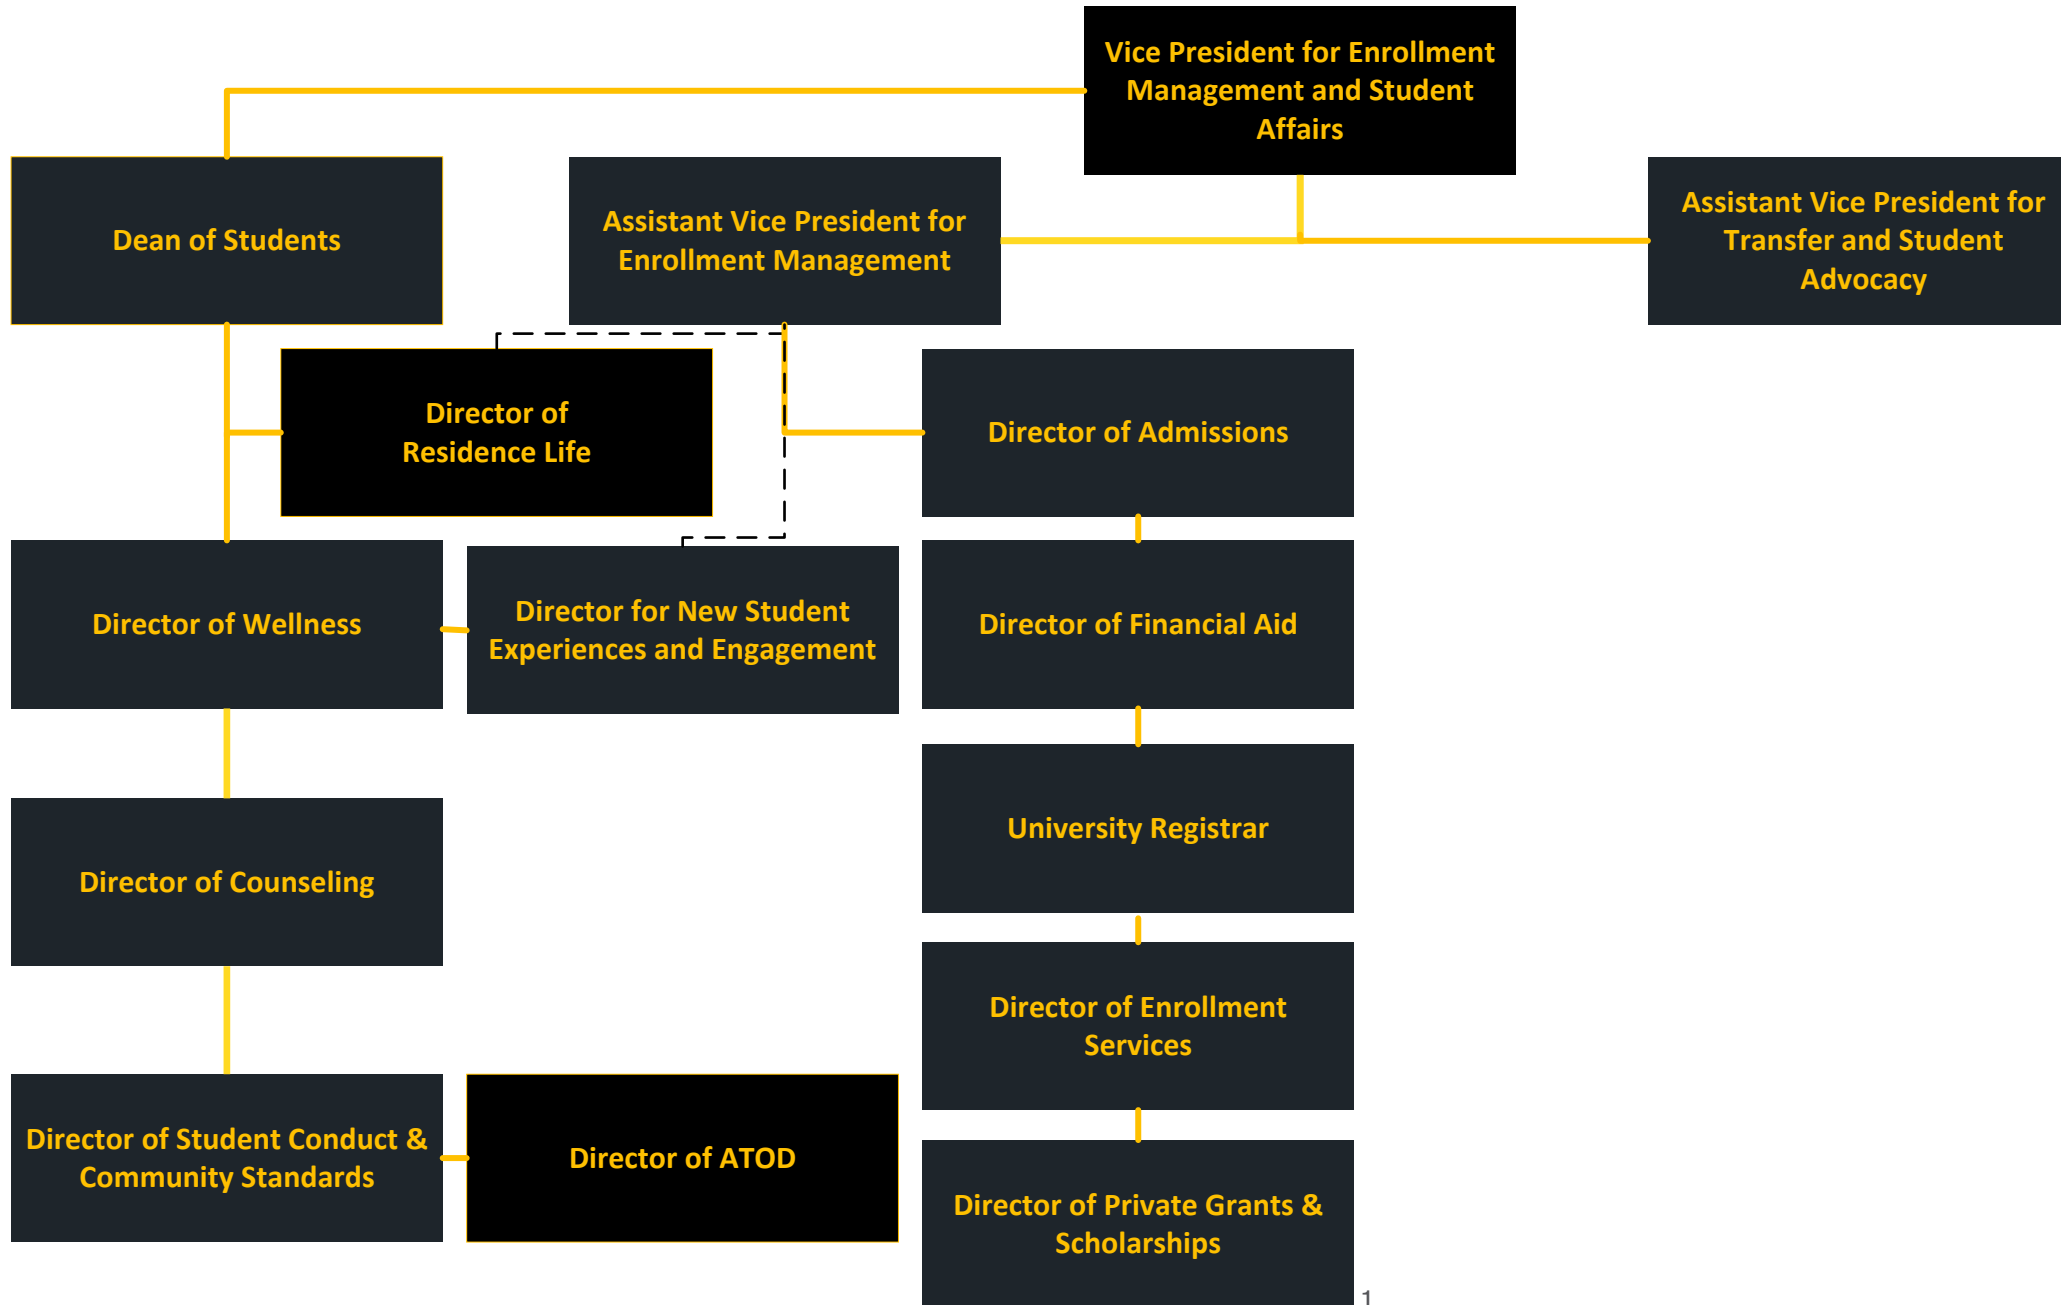 Vice President for Enrollment
Management and Student
Affairs
Dean of Students
Assistant Vice President for
Enrollment Management
Assistant Vice President for
Transfer and Student
Advocacy
Director of
Residence Life
Director of Admissions
Director of Wellness
Director for New Student
Experiences and Engagement
Director of Financial Aid
University Registrar
Director of Counseling
Director of Enrollment
Services
Director of Student Conduct &
Community Standards
Director of ATOD
Director of Private Grants &
Scholarships
1